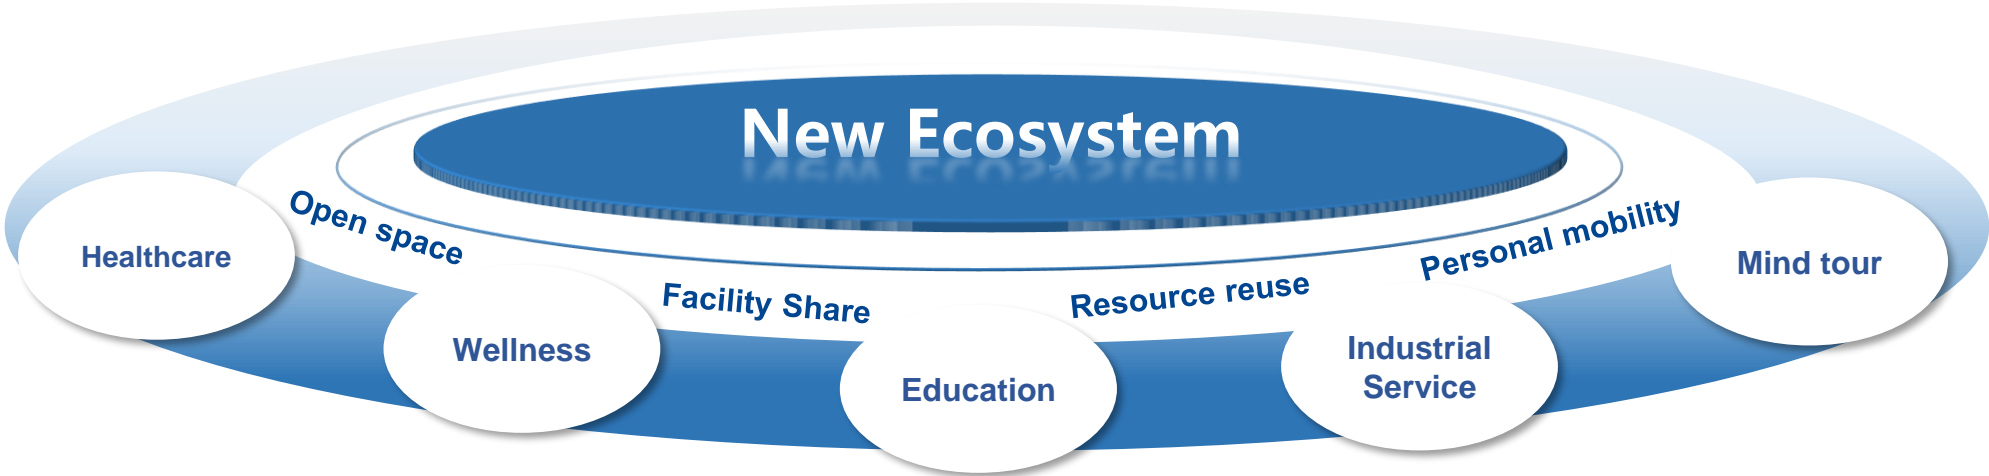 New Ecosystem
Open space
Facility Share
Resource reuse
Personal mobility
Healthcare
Wellness
Education
Industrial
Service
Mind tour